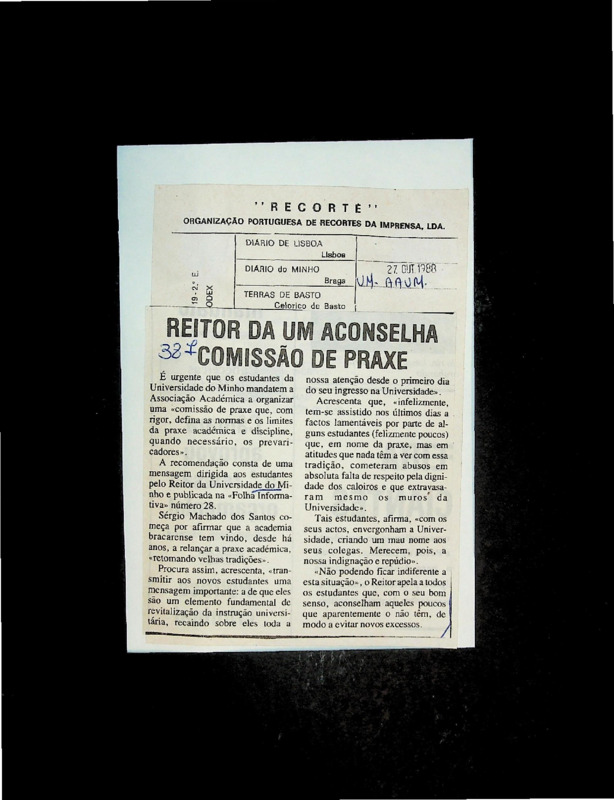 "RECORTE"
ORGANIZAÇÃO PORTUGUESA DE RECORTES DA IMPRENSA, LDA.
19 - 2.º E.
ODEX
DIÁRIO DE LISBOA
Lisboa
DIÁRIO do MINHO
Braga
TERRAS DE BASTO
Celorico de Basto
27. OUT. 1988
UM - AAUM.
REITOR DA UM ACONSELHA
327
COMISSÃO DE PRAXE
É urgente que os estudantes da
Universidade do Minho mandatem a
Associação Académica a organizar
uma «comissão de praxe que, com
rigor, defina as normas e os limites
da praxe académica e discipline,
quando necessário, os prevari-
cadores».
A recomendação consta de uma
mensagem dirigida aos estudantes
pelo Reitor da Universidade do Mi-
nho e publicada na «Folha Informa-
tiva» número 28.
Sérgio Machado dos Santos co-
meça por afirmar que a academia
bracarense tem vindo, desde há
anos, a relançar a praxe académica,
«retomando velhas tradições».
Procura assim, acrescenta, «trans-
mitir aos novos estudantes uma
mensagem importante: a de que eles
são um elemento fundamental de
revitalização da instrução universi-
tária, recaindo sobre eles toda a
nossa atenção desde o primeiro dia
do seu ingresso na Universidade».
Acrescenta que, «infelizmente,
tem-se assistido nos últimos dias a
factos lamentáveis por parte de al-
guns estudantes (felizmente poucos)
que, em nome da praxe, mas em
atitudes que nada têm a ver com essa
tradição, cometeram abusos em
absoluta falta de respeito pela digni-
dade dos caloiros e que extravasa-
ram mesmo os muros da
Universidade».
Tais estudantes, afirma, «com os
seus actos, envergonham a Univer-
sidade, criando um mau nome aos
seus colegas. Merecem, pois, a
nossa indignação e repúdio».
«Não podendo ficar indiferente a
esta situação», o Reitor apela a todos
os estudantes que, com o seu bom
senso, aconselham aqueles poucos
que aparentemente o não têm, de
modo a evitar novos excessos.